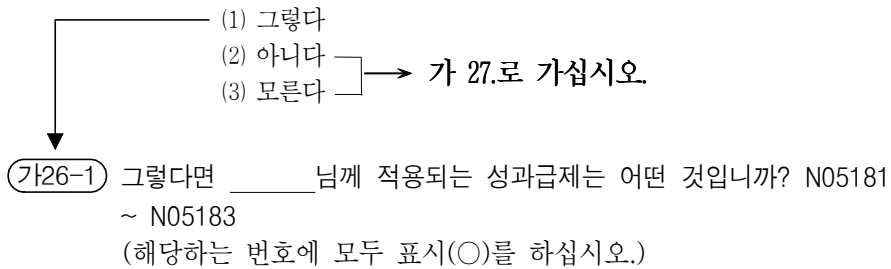 (1) 그렇다
(2) 아니다
(3) 모른다
가 27.로 가십시오.
가26-1 그렇다면 ______님께 적용되는 성과급제는 어떤 것입니까? N05181
~ N05183
(해당하는 번호에 모두 표시(○)를 하십시오.)